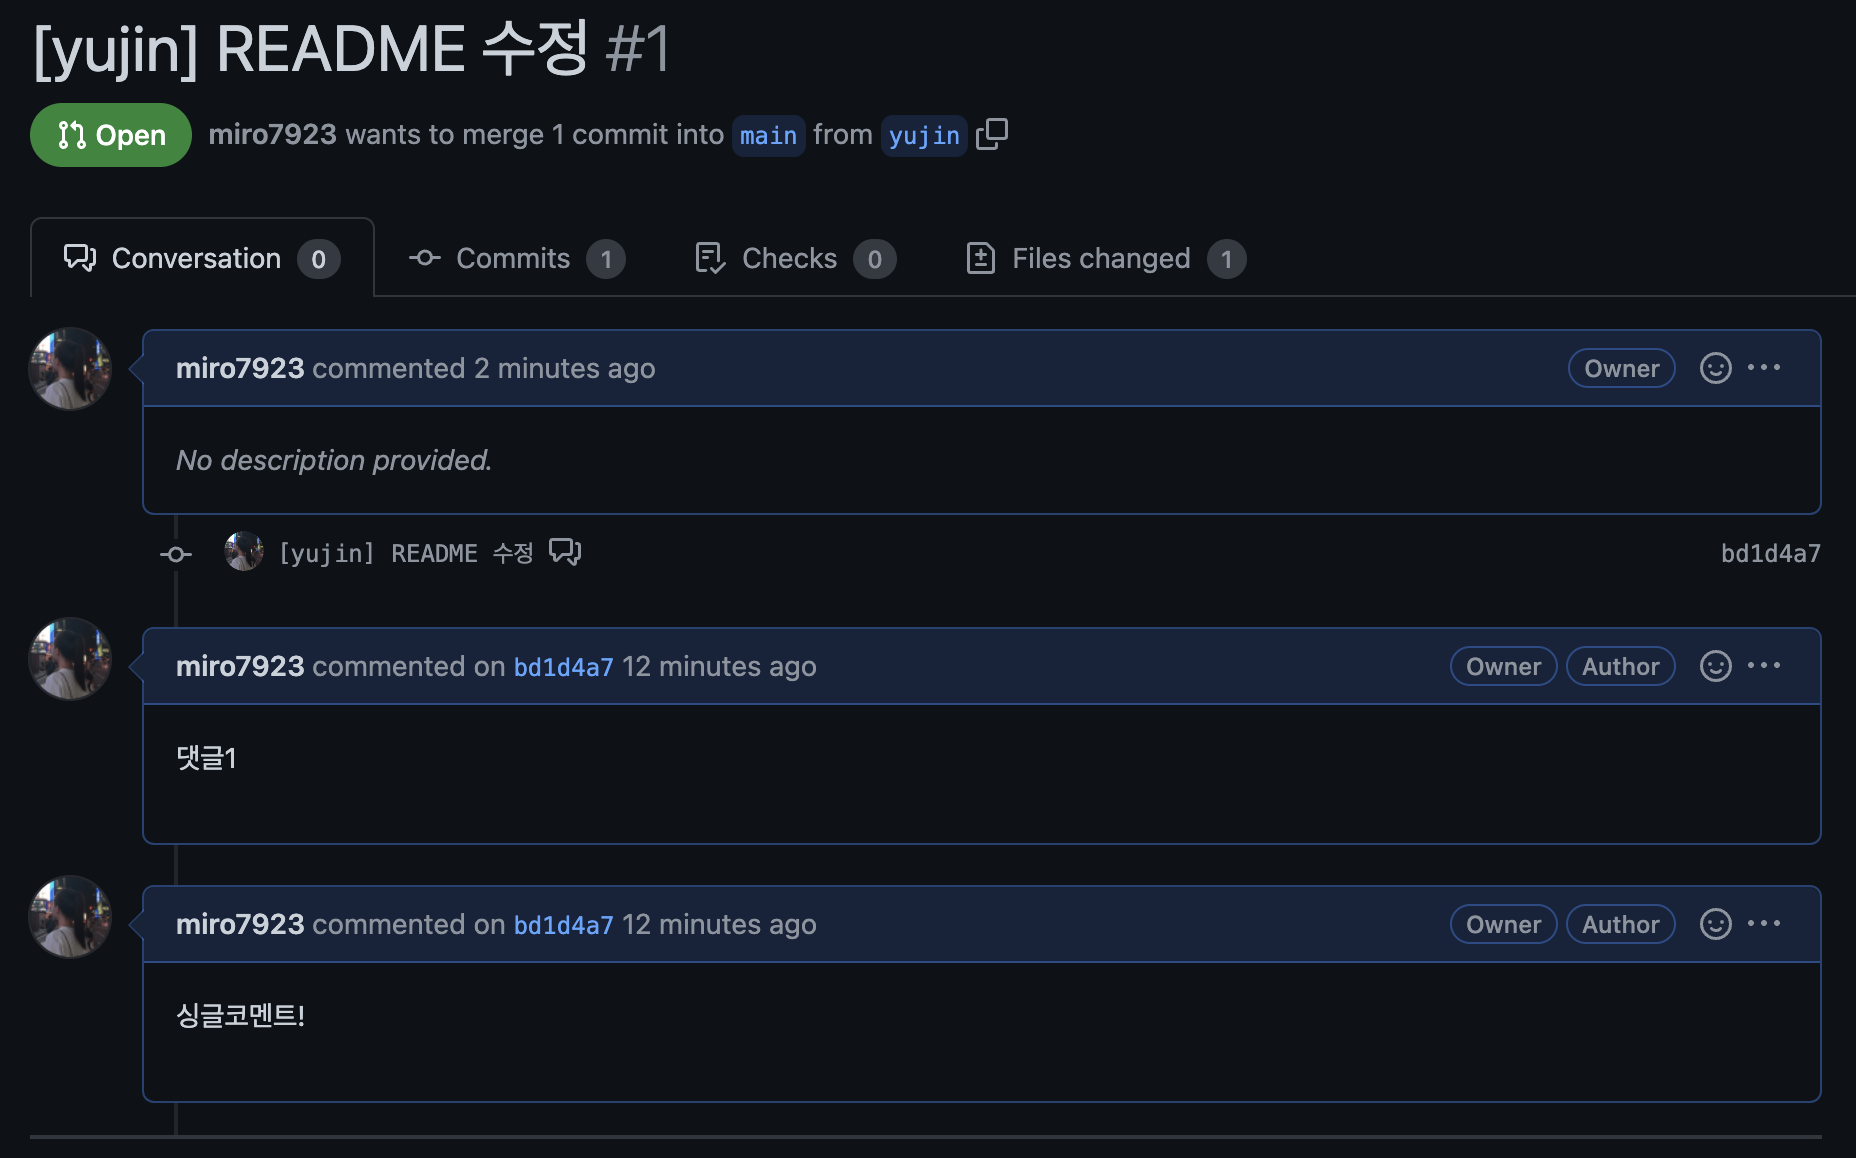 [yujin] README 수정 #1
Open miro7923 wants to merge 1 commit into main from yujin
Conversation 0 Commits 1 Checks 0 Files changed 1
miro7923 commented 2 minutes ago Owner
No description provided.
[yujin] README 수정 bd1d4a7
miro7923 commented on bd1d4a7 12 minutes ago Owner Author
댓글1
miro7923 commented on bd1d4a7 12 minutes ago Owner Author
싱글코멘트!